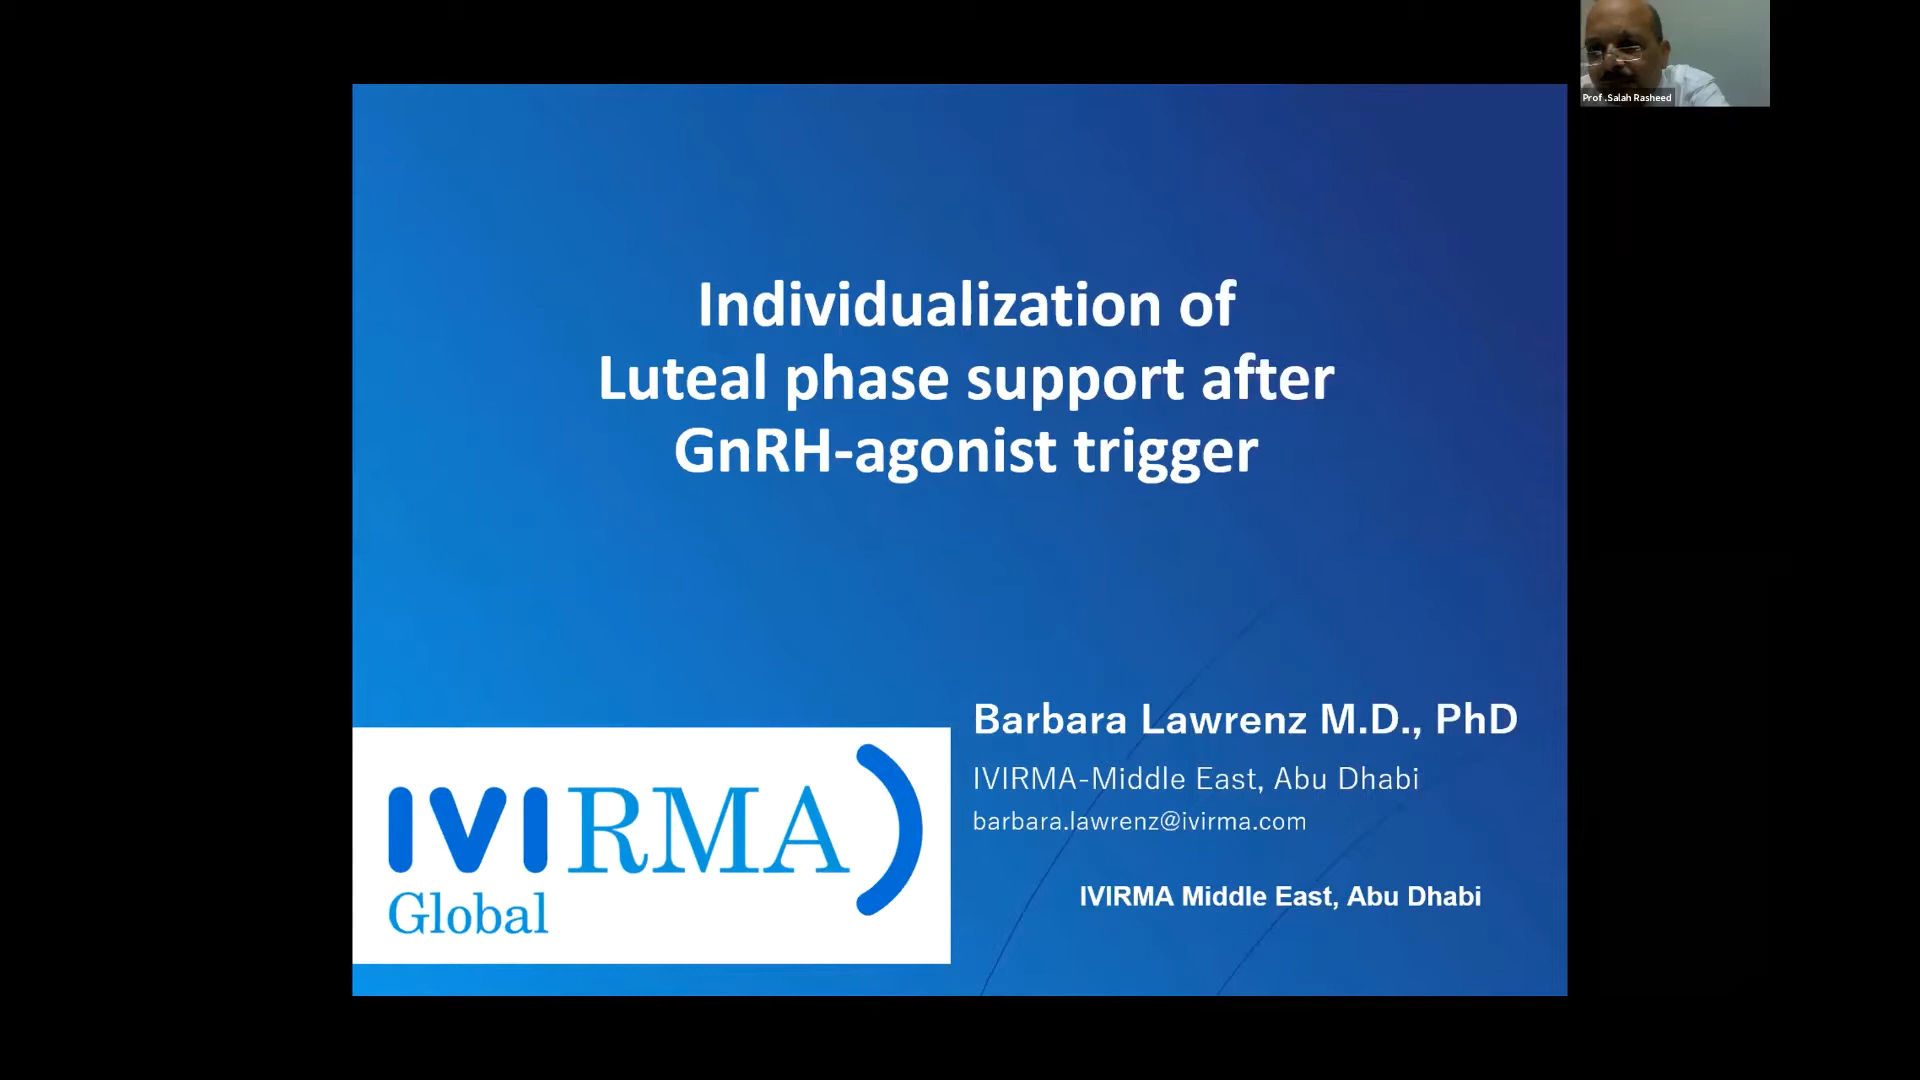 Prof .Salah Rasheed
Individualization of
Luteal phase support after
GnRH-agonist trigger
Barbara Lawrenz M.D., PhD
IVIRMA-Middle East, Abu Dhabi
barbara.lawrenz@ivirma.com
IVIRMA Middle East, Abu Dhabi
IVIRMA
Global